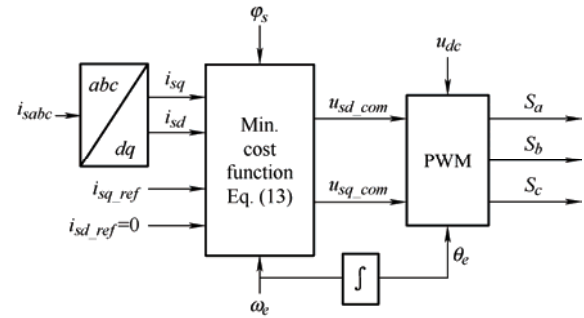 φs
udc
abc
dq
isabc
isq
isd
isq_ref
isd_ref=0
Min.
cost
function
Eq. (13)
usd_com
usq_com
PWM
Sa
Sb
Sc
∫
θe
ωe